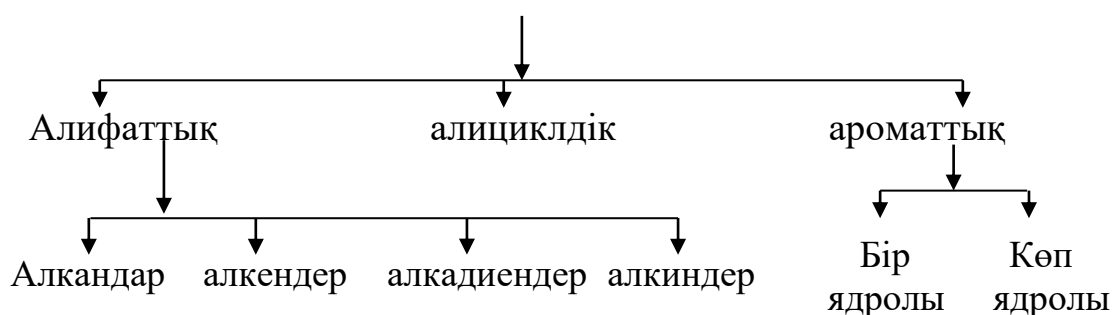 Алифаттық алициклдік ароматтық
Алкандар алкендер алкадиендер алкиндер
Бір ядролы
Көп ядролы